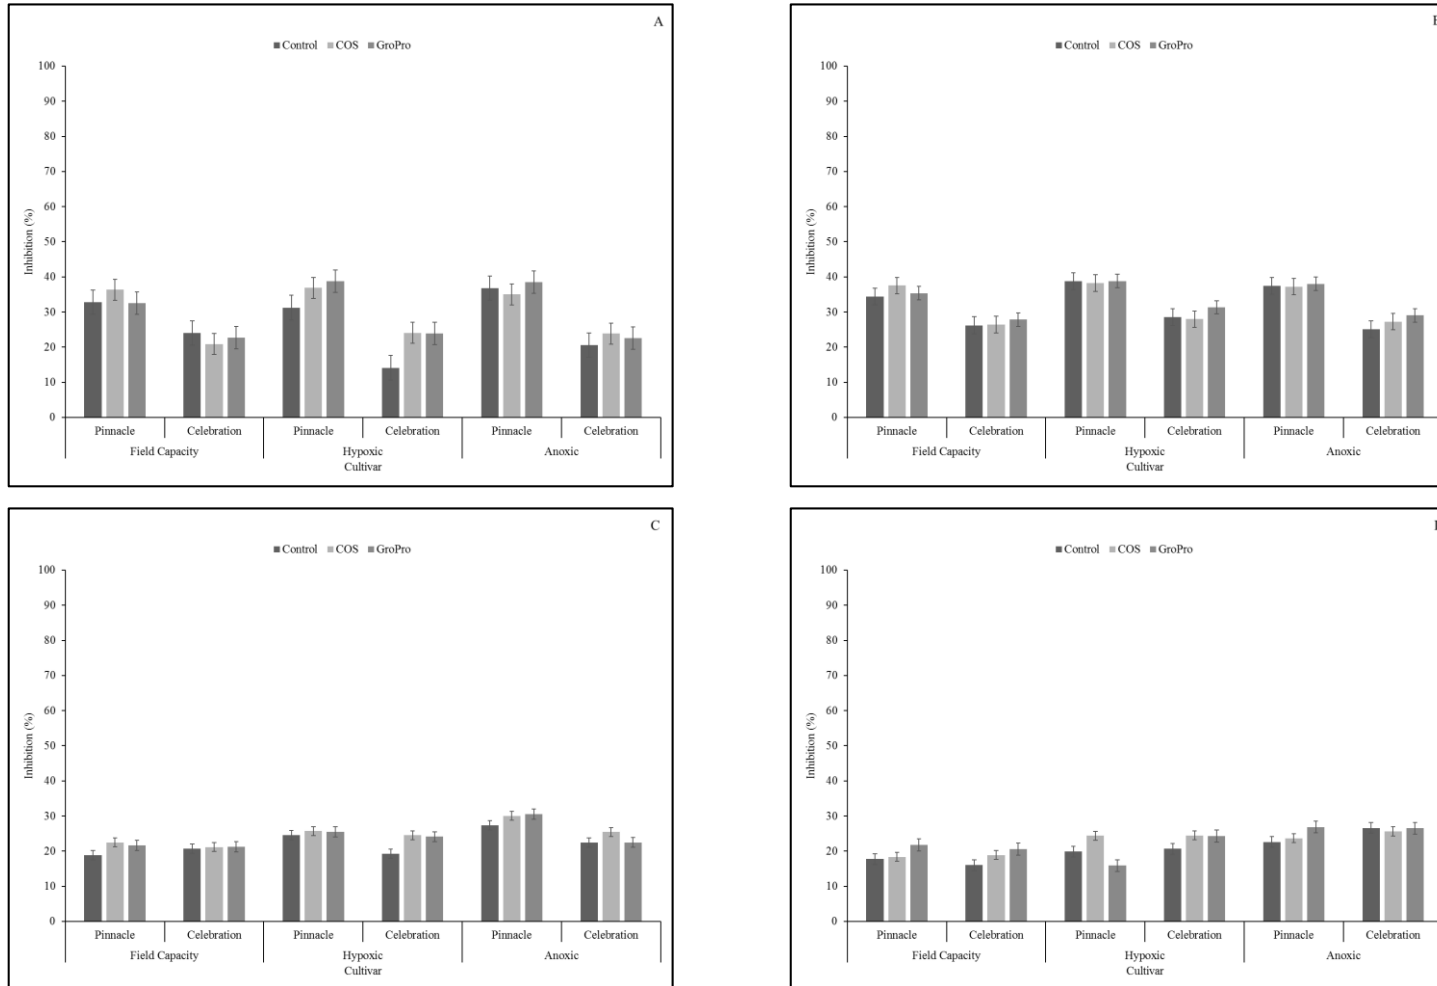 A
■ Control ■ COS ■ GroPro
100
90
80
70
60
50
40
30
20
10
0
Inhibition (%)
Pinnacle Celebration Pinnacle Celebration Pinnacle Celebration
Field Capacity Hypoxic Anoxic
Cultivar
■ Control ■ COS ■ GroPro
100
90
80
70
60
50
40
30
20
10
0
Inhibition (%)
Pinnacle Celebration Pinnacle Celebration Pinnacle Celebration
Field Capacity Hypoxic Anoxic
Cultivar
C
■ Control ■ COS ■ GroPro
100
90
80
70
60
50
40
30
20
10
0
Inhibition (%)
Pinnacle Celebration Pinnacle Celebration Pinnacle Celebration
Field Capacity Hypoxic Anoxic
Cultivar
■ Control ■ COS ■ GroPro
100
90
80
70
60
50
40
30
20
10
0
Inhibition (%)
Pinnacle Celebration Pinnacle Celebration Pinnacle Celebration
Field Capacity Hypoxic Anoxic
Cultivar